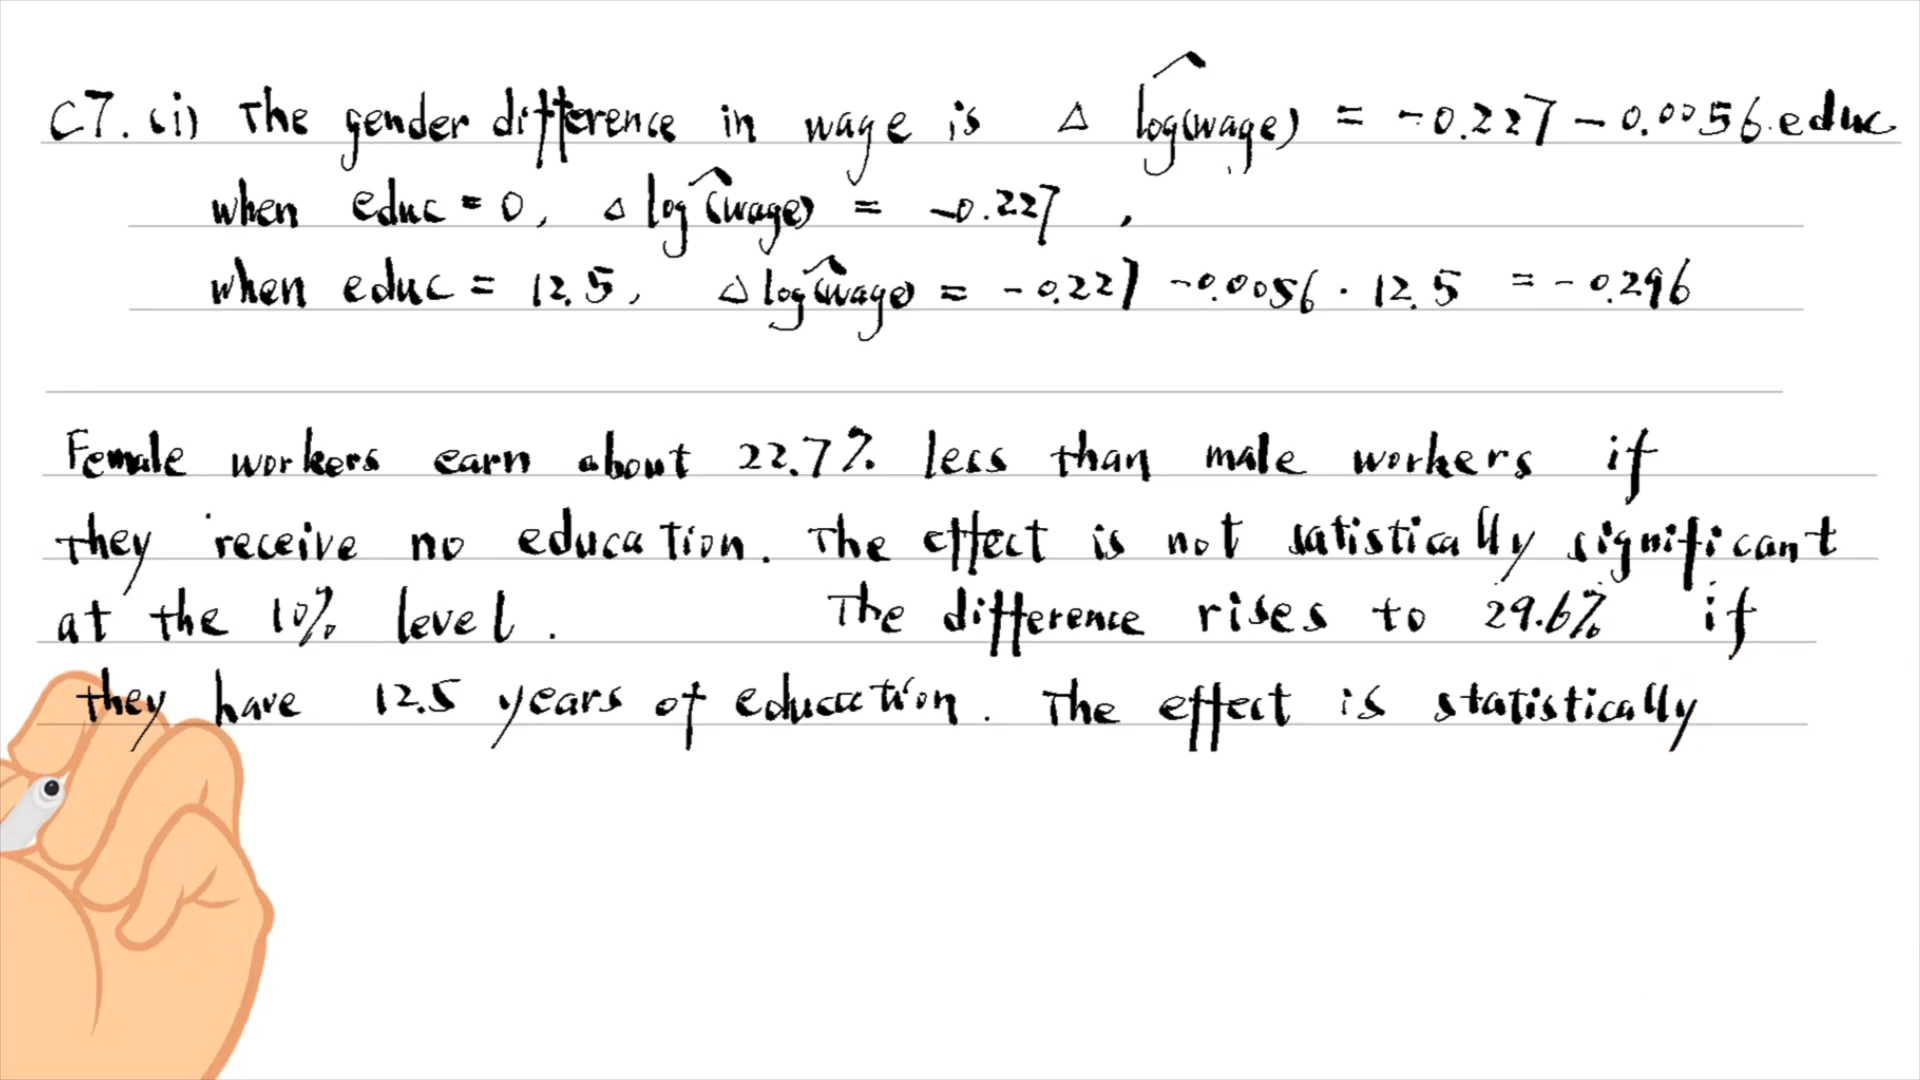 C7. (i) The gender difference in wage is Δ log(wage)^ = -0.227 - 0.0056·educ
when educ = 0, Δ log(wage)^ = -0.227,
when educ = 12.5, Δ log(wage)^ = -0.227 - 0.0056 · 12.5 = -0.296
Female workers earn about 22.7% less than male workers if
they receive no education. The effect is not satistically significant
at the 10% level. The difference rises to 29.6% if
they have 12.5 years of education. The effect is statistically